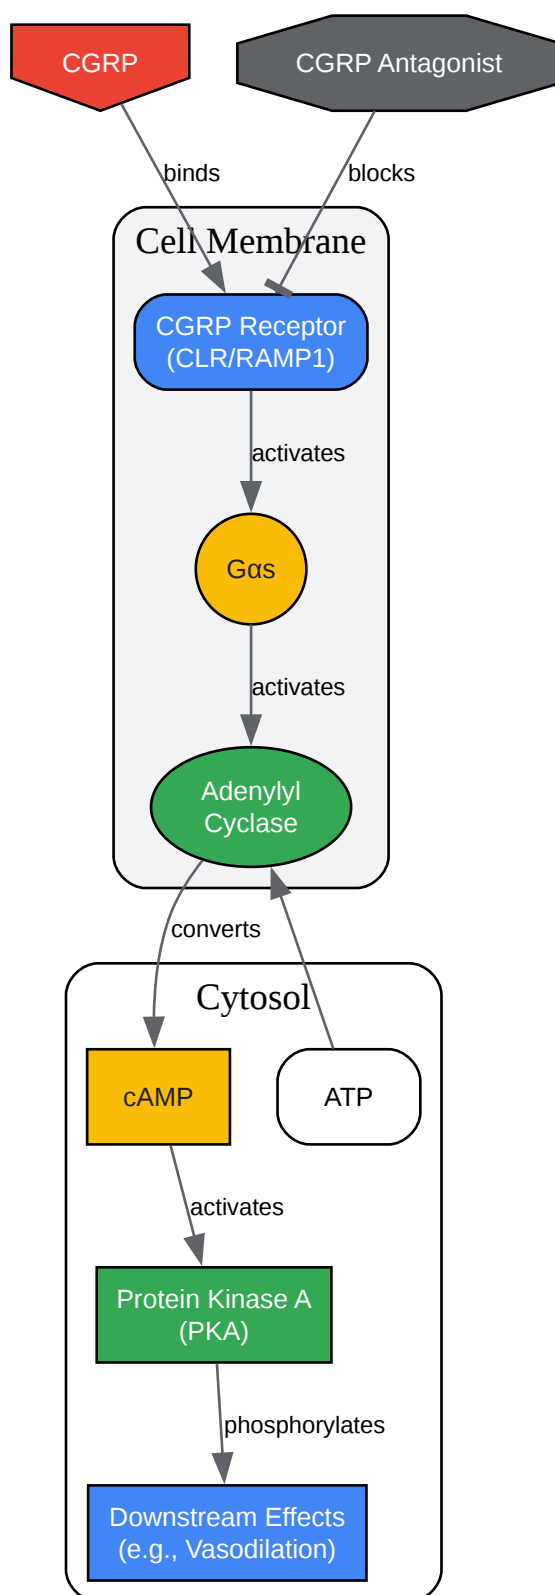 CGRP
CGRP Antagonist
binds
blocks
Cell Membrane
CGRP Receptor
(CLR/RAMP1)
activates
Gαs
activates
Adenylyl
Cyclase
converts
Cytosol
cAMP
ATP
activates
Protein Kinase A
(PKA)
phosphorylates
Downstream Effects
(e.g., Vasodilation)